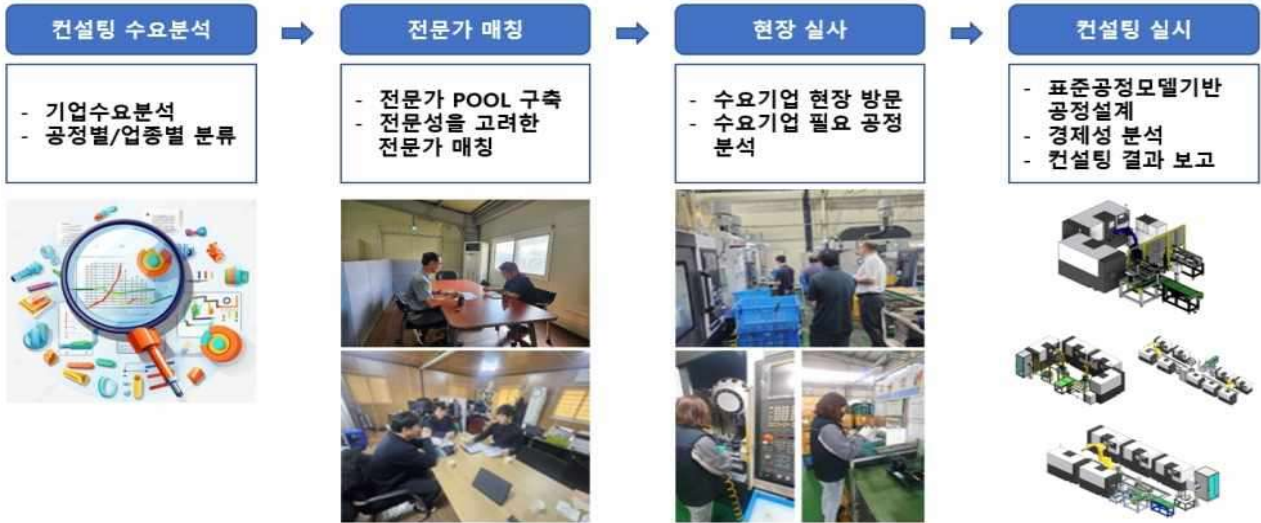 컨설팅 수요분석
전문가 매칭
현장 실사
컨설팅 실시
- 기업수요분석
- 공정별/업종별 분류
- 전문가 POOL 구축
- 전문성을 고려한
전문가 매칭
- 수요기업 현장 방문
- 수요기업 필요 공정
분석
- 표준공정모델기반
공정설계
- 경제성 분석
- 컨설팅 결과 보고